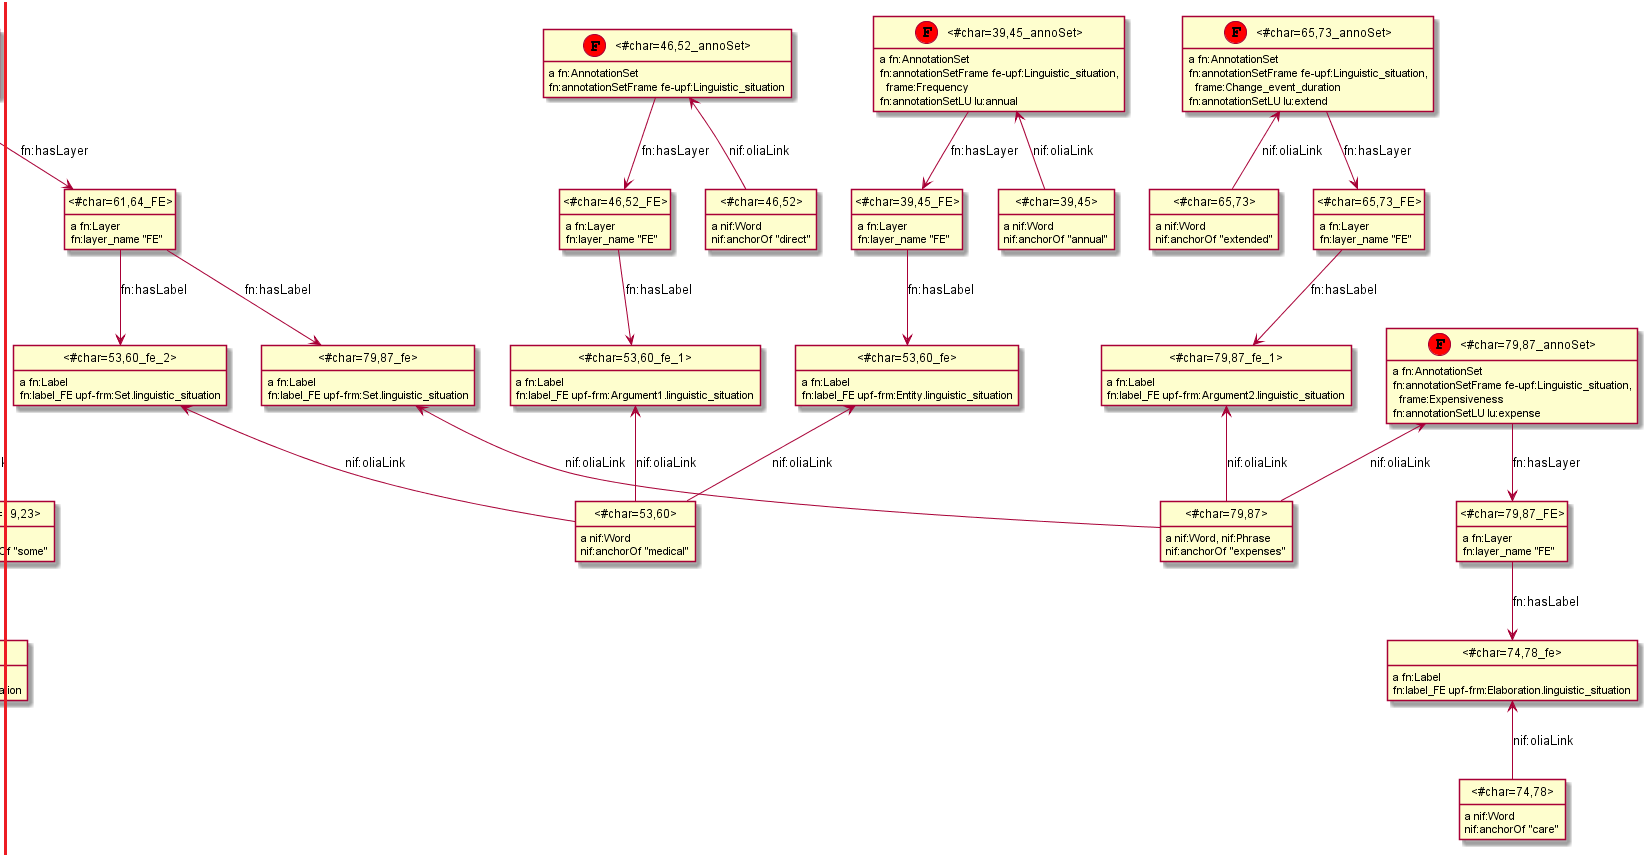 F <#char=46,52_annoSet>
a fn:AnnotationSet
fn:annotationSetFrame fe-upf:Linguistic_situation
F <#char=39,45_annoSet>
a fn:AnnotationSet
fn:annotationSetFrame fe-upf:Linguistic_situation,
frame:Frequency
fn:annotationSetLU lu:annual
F <#char=65,73_annoSet>
a fn:AnnotationSet
fn:annotationSetFrame fe-upf:Linguistic_situation,
frame:Change_event_duration
fn:annotationSetLU lu:extend
fn:hasLayer
fn:hasLayer
nif:oliaLink
fn:hasLayer
nif:oliaLink
nif:oliaLink
fn:hasLayer
<#char=61,64_FE>
a fn:Layer
fn:layer_name "FE"
<#char=46,52_FE>
a fn:Layer
fn:layer_name "FE"
<#char=46,52>
a nif:Word
nif:anchorOf "direct"
<#char=39,45_FE>
a fn:Layer
fn:layer_name "FE"
<#char=39,45>
a nif:Word
nif:anchorOf "annual"
<#char=65,73>
a nif:Word
nif:anchorOf "extended"
<#char=65,73_FE>
a fn:Layer
fn:layer_name "FE"
fn:hasLabel
fn:hasLabel
fn:hasLabel
fn:hasLabel
fn:hasLabel
<#char=53,60_fe_2>
a fn:Label
fn:label_FE upf-frm:Set.linguistic_situation
<#char=79,87_fe>
a fn:Label
fn:label_FE upf-frm:Set.linguistic_situation
<#char=53,60_fe_1>
a fn:Label
fn:label_FE upf-frm:Argument1.linguistic_situation
<#char=53,60_fe>
a fn:Label
fn:label_FE upf-frm:Entity.linguistic_situation
<#char=79,87_fe_1>
a fn:Label
fn:label_FE upf-frm:Argument2.linguistic_situation
F <#char=79,87_annoSet>
a fn:AnnotationSet
fn:annotationSetFrame fe-upf:Linguistic_situation,
frame:Expensiveness
fn:annotationSetLU lu:expense
k
nif:oliaLink
nif:oliaLink
nif:oliaLink
nif:oliaLink
nif:oliaLink
nif:oliaLink
fn:hasLayer
9,23>
Of "some"
<#char=53,60>
a nif:Word
nif:anchorOf "medical"
<#char=79,87>
a nif:Word, nif:Phrase
nif:anchorOf "expenses"
<#char=79,87_FE>
a fn:Layer
fn:layer_name "FE"
fn:hasLabel
ation
<#char=74,78_fe>
a fn:Label
fn:label_FE upf-frm:Elaboration.linguistic_situation
nif:oliaLink
<#char=74,78>
a nif:Word
nif:anchorOf "care"